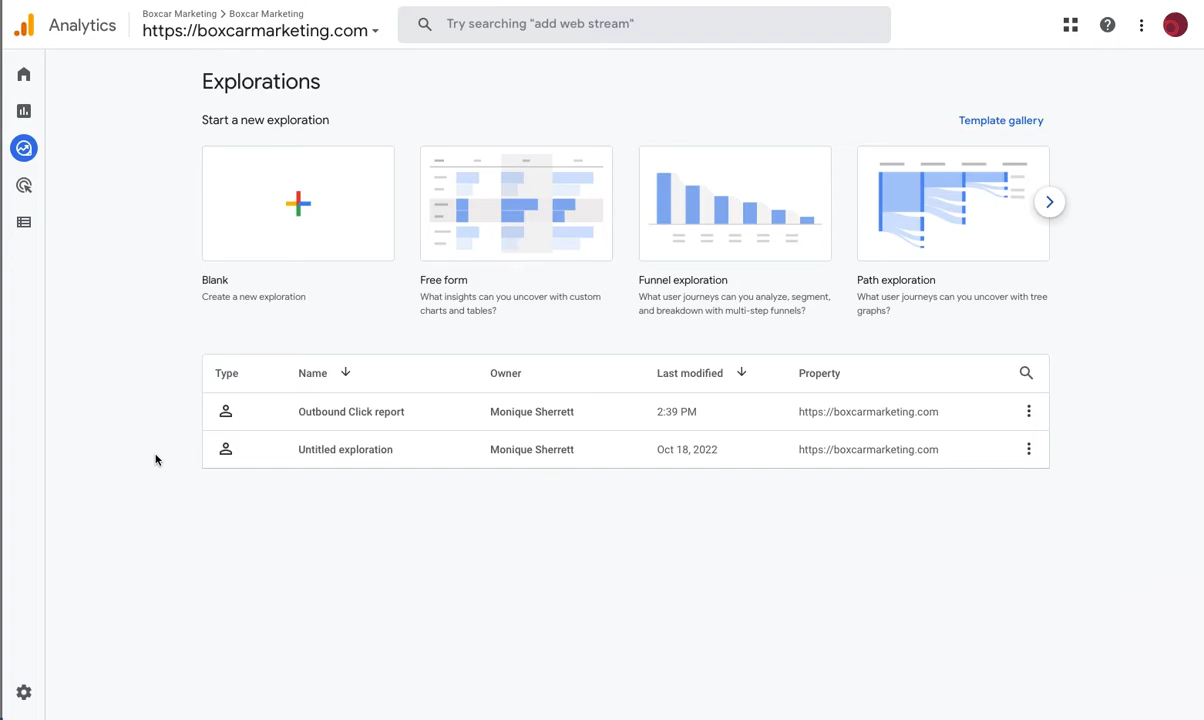 Analytics
Boxcar Marketing > Boxcar Marketing
https://boxcarmarketing.com
Try searching "add web stream"
Explorations
Start a new exploration
Template gallery
Blank
Create a new exploration
Free form
What insights can you uncover with custom
charts and tables?
Funnel exploration
What user journeys can you analyze, segment,
and breakdown with multi-step funnels?
Path exploration
What user journeys can you uncover with tree
graphs?
Type Name Owner Last modified Property
Outbound Click report Monique Sherrett 2:39 PM https://boxcarmarketing.com
Untitled exploration Monique Sherrett Oct 18, 2022 https://boxcarmarketing.com